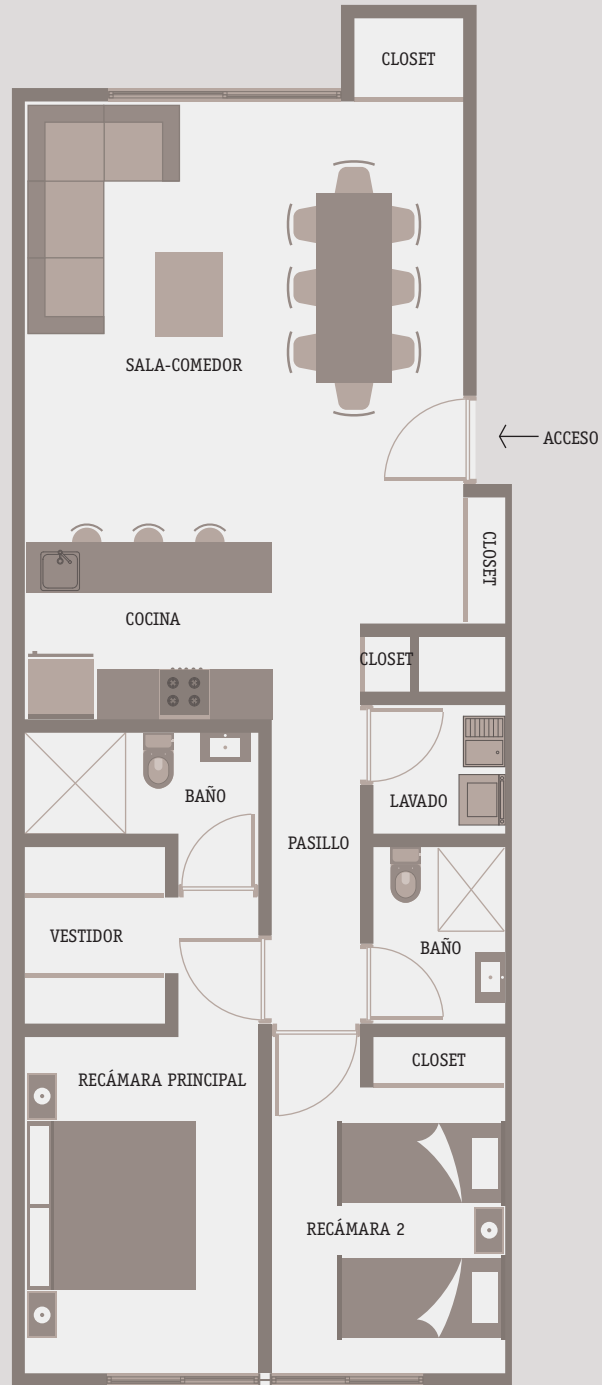 CLOSET
SALA-COMEDOR
ACCESO
CLOSET
COCINA
CLOSET
BAÑO
LAVADO
PASILLO
VESTIDOR
BAÑO
CLOSET
RECÁMARA PRINCIPAL
RECÁMARA 2